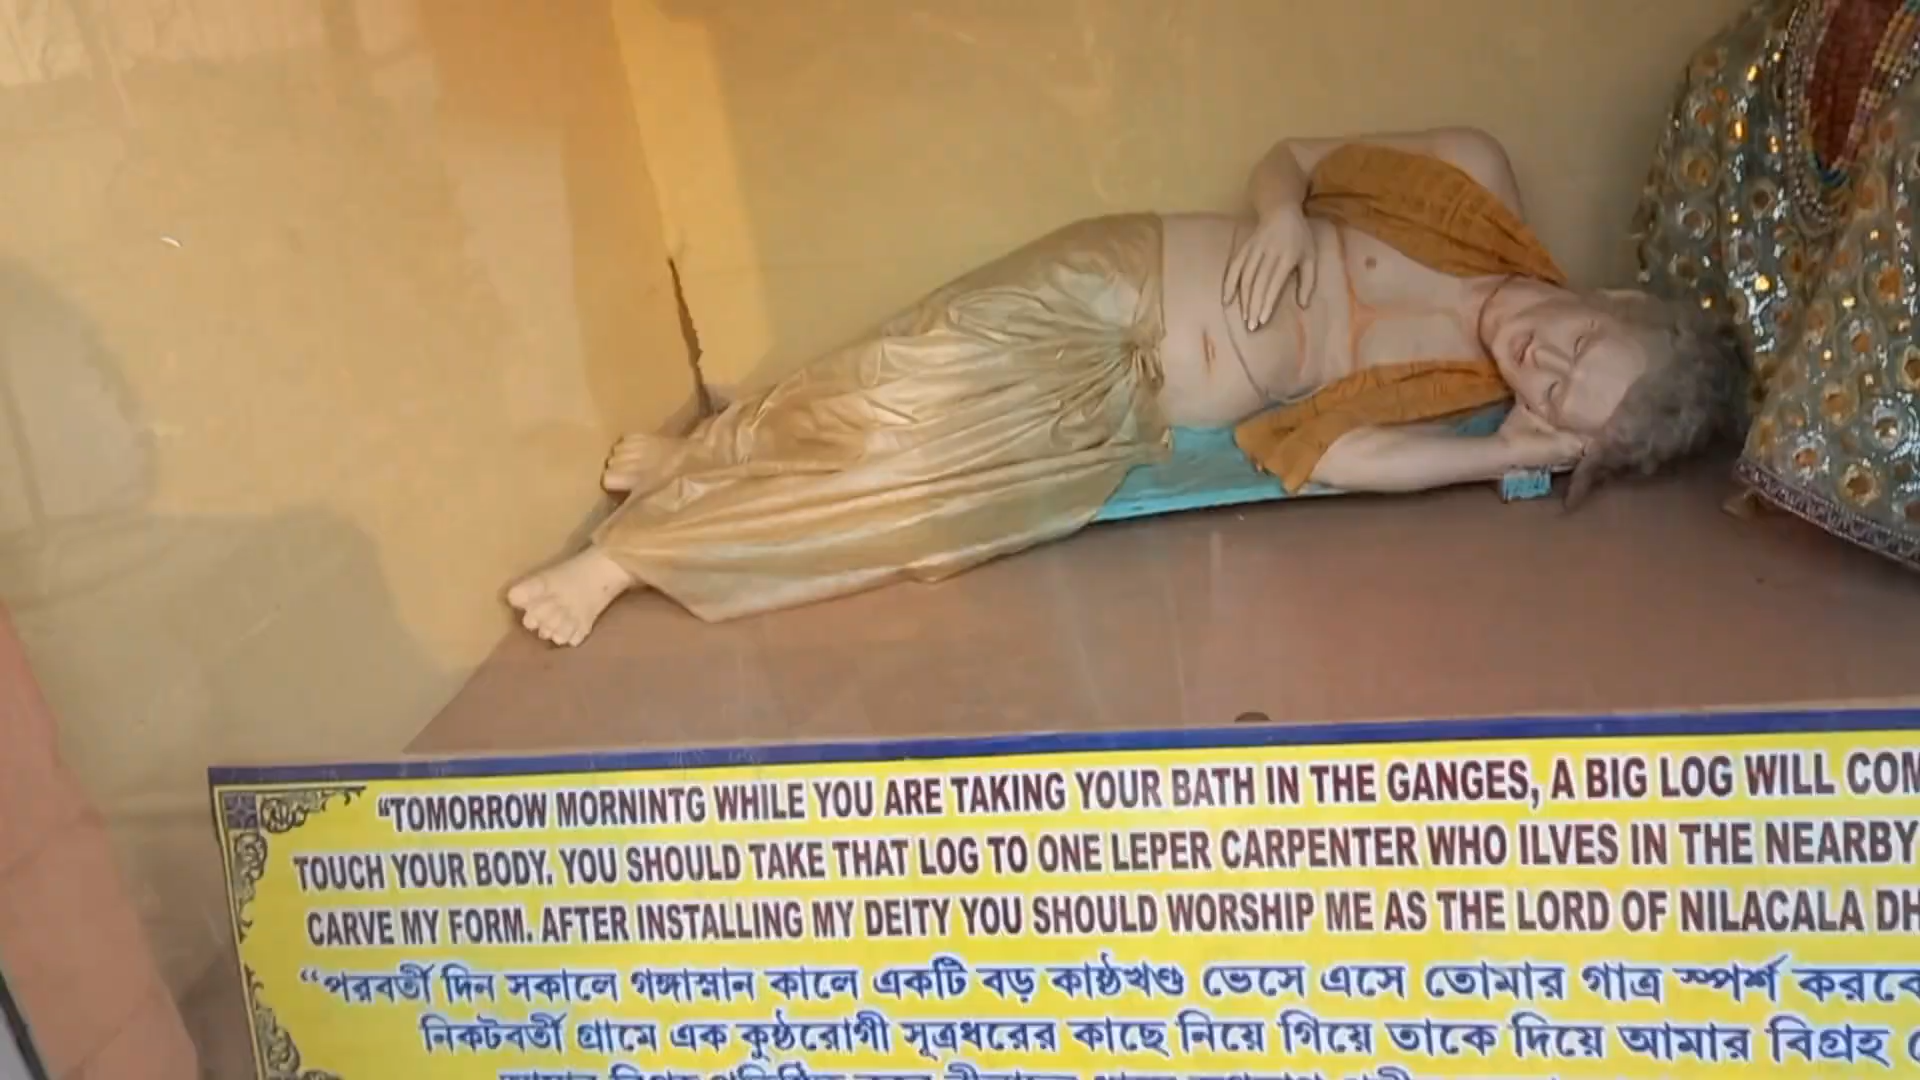 “TOMORROW MORNINTG WHILE YOU ARE TAKING YOUR BATH IN THE GANGES, A BIG LOG WILL COM
TOUCH YOUR BODY. YOU SHOULD TAKE THAT LOG TO ONE LEPER CARPENTER WHO ILVES IN THE NEARBY
CARVE MY FORM. AFTER INSTALLING MY DEITY YOU SHOULD WORSHIP ME AS THE LORD OF NILACALA DH
“পরবর্তী দিন সকালে গঙ্গাস্নান কালে একটি বড় কাষ্ঠখণ্ড ভেসে এসে তোমার গাত্র স্পর্শ করবে
নিকটবর্তী গ্রামে এক কুষ্ঠরোগী সূত্রধরের কাছে নিয়ে গিয়ে তাকে দিয়ে আমার বিগ্রহ